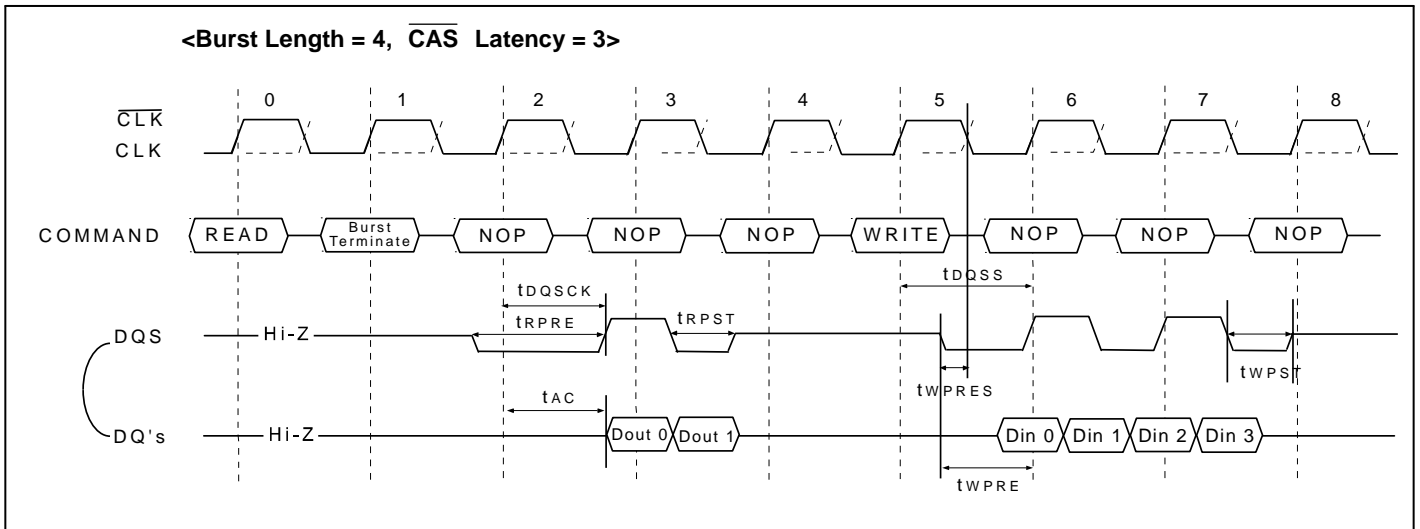 <Burst Length = 4, CAS Latency = 3>
0 1 2 3 4 5 6 7 8
CLK
CLK
COMMAND READ Burst Terminate NOP NOP NOP WRITE NOP NOP NOP
tDQSS
tDQSCK
tRPRE tRPST
DQS Hi-Z
tWPRES tWPST
tAC
DQ's Hi-Z Dout 0 Dout 1 Din 0 Din 1 Din 2 Din 3
tWPRE